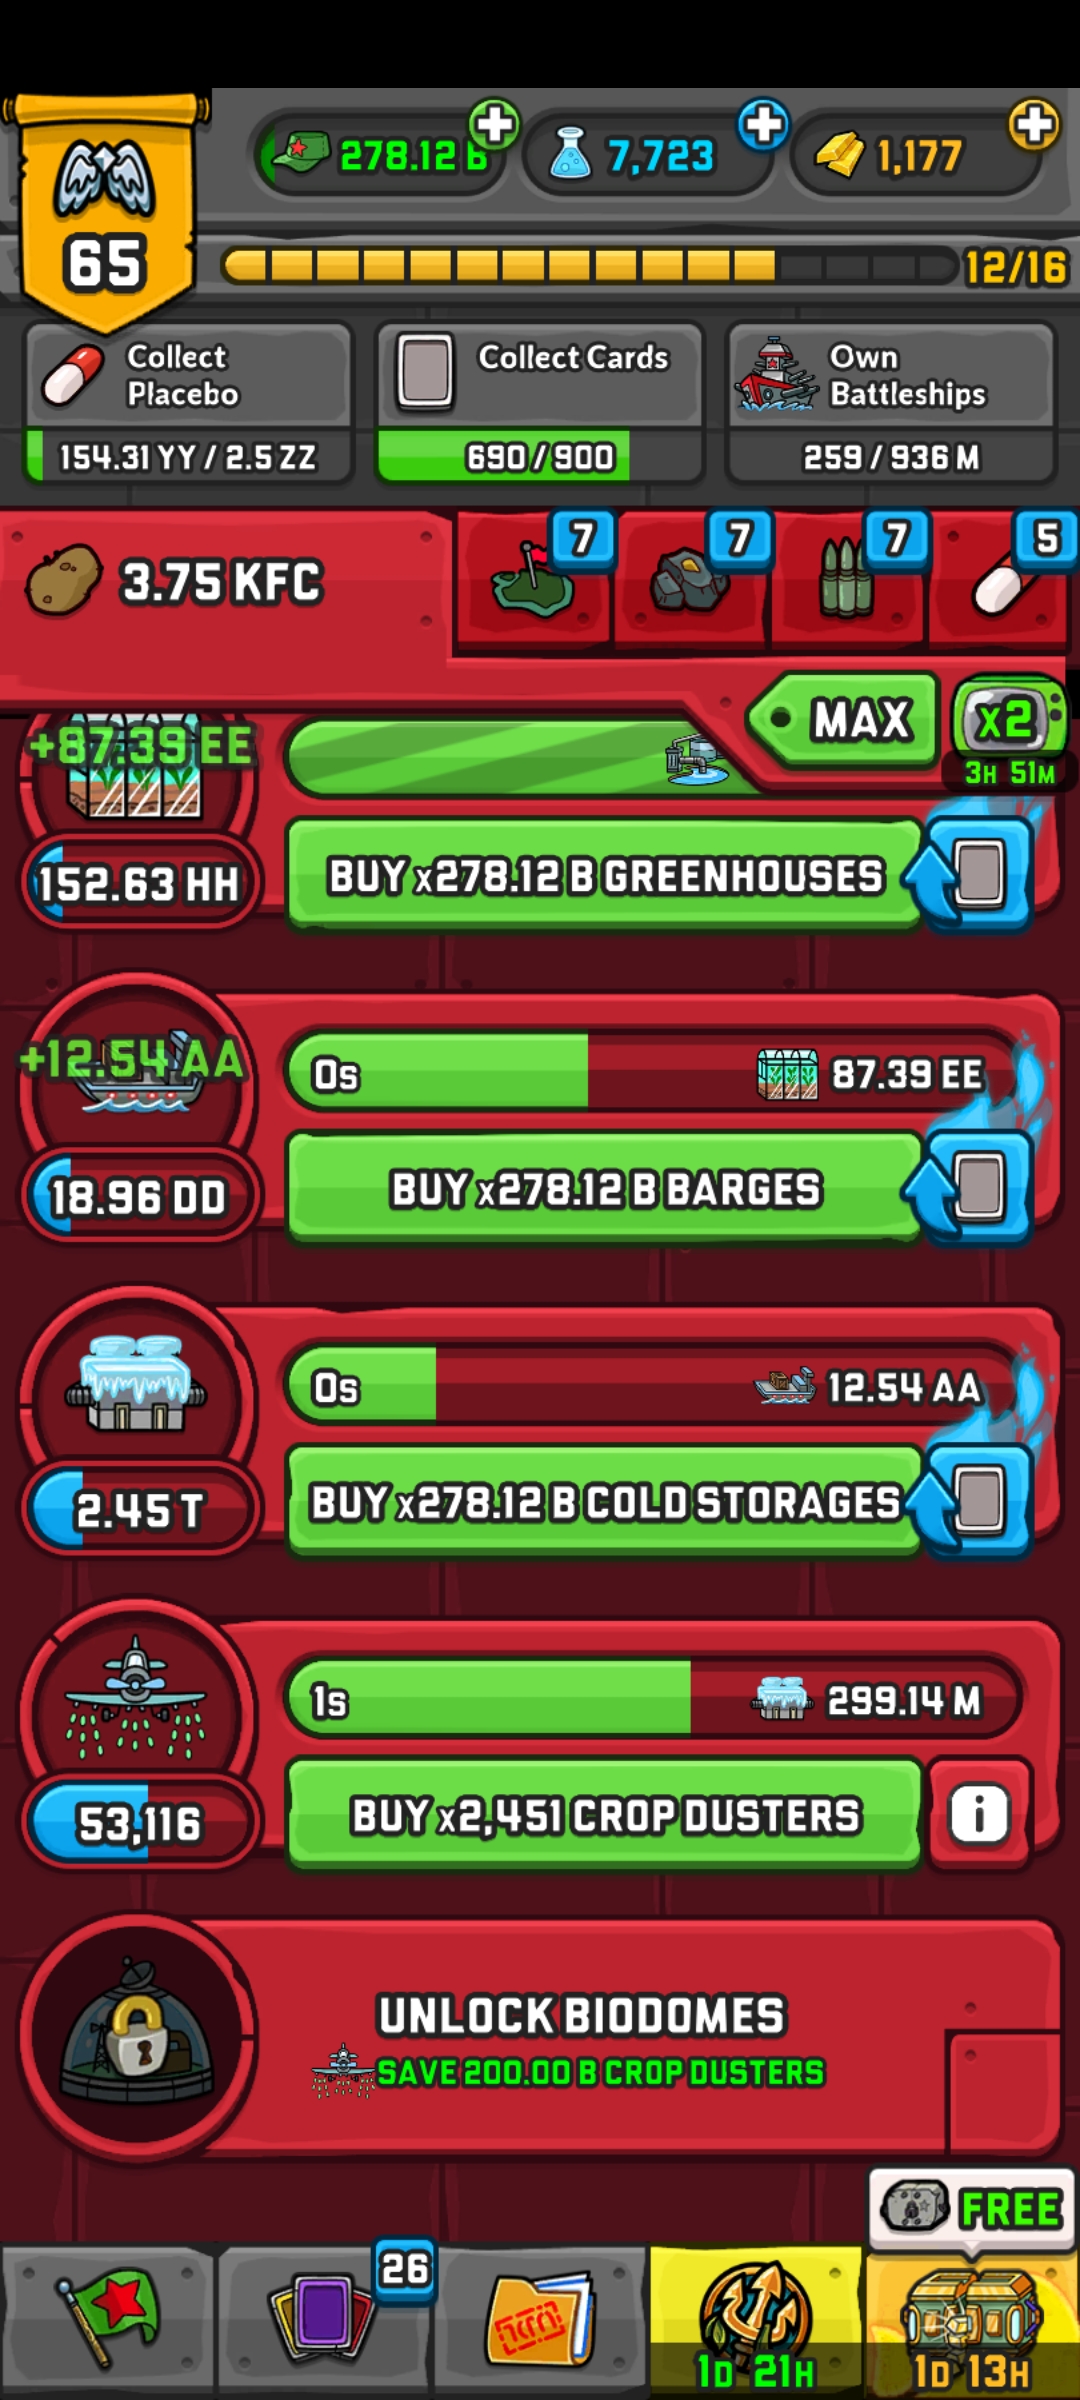 278.12 B
7,723
1,177
65
12/16
Collect
Placebo
154.31 YY / 2.5 ZZ
Collect Cards
690/900
Own
Battleships
259 / 936 M
3.75 KFC
7
7
7
5
MAX
x2
3H 51M
+87.39 EE
152.63 HH
BUY x278.12 B GREENHOUSES
+12.54 AA
0s
87.39 EE
18.96 DD
BUY x278.12 B BARGES
0s
12.54 AA
2.45 T
BUY x278.12 B COLD STORAGES
1s
299.14 M
53,116
BUY x2,451 CROP DUSTERS
i
UNLOCK BIODOMES
SAVE 200.00 B CROP DUSTERS
FREE
26
1D 21H
1D 13H